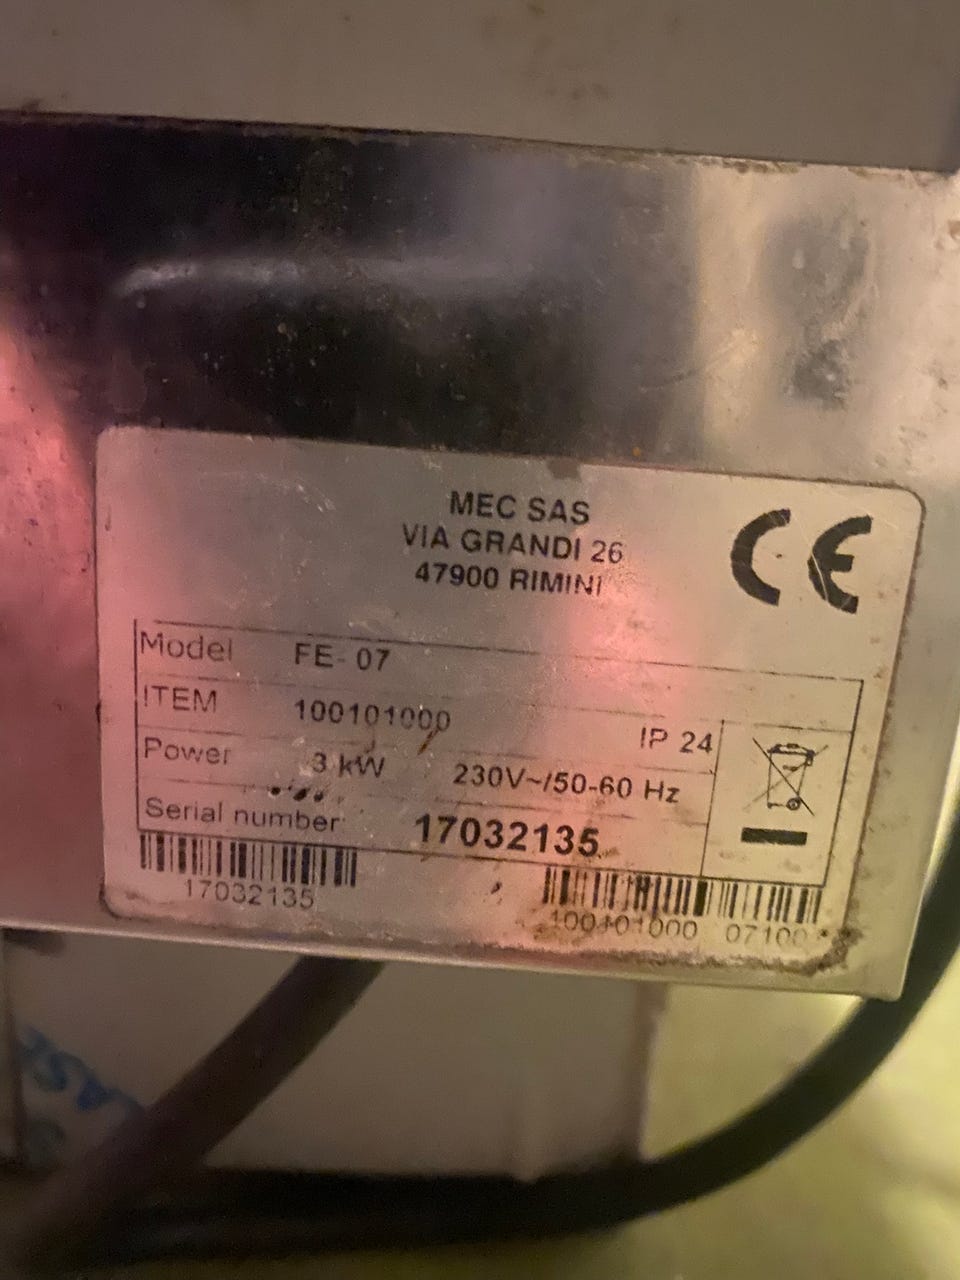 MEC SAS
VIA GRANDI 26
47900 RIMINI
CE
Model FE-07
ITEM 100101000
IP 24
Power 3 kW 230V~/50-60 Hz
Serial number 17032135
17032135
100101000 07100